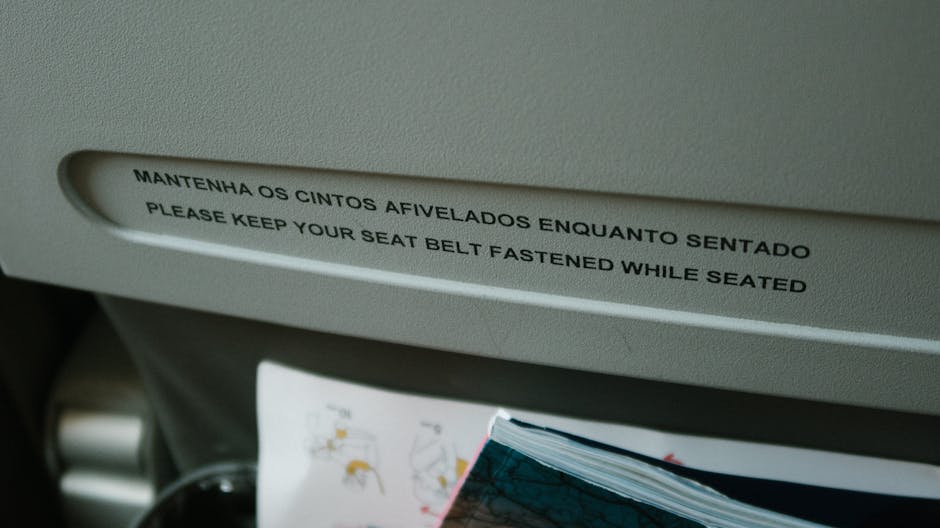 MANTENHA OS CINTOS AFIVELADOS ENQUANTO SENTADO
PLEASE KEEP YOUR SEAT BELT FASTENED WHILE SEATED